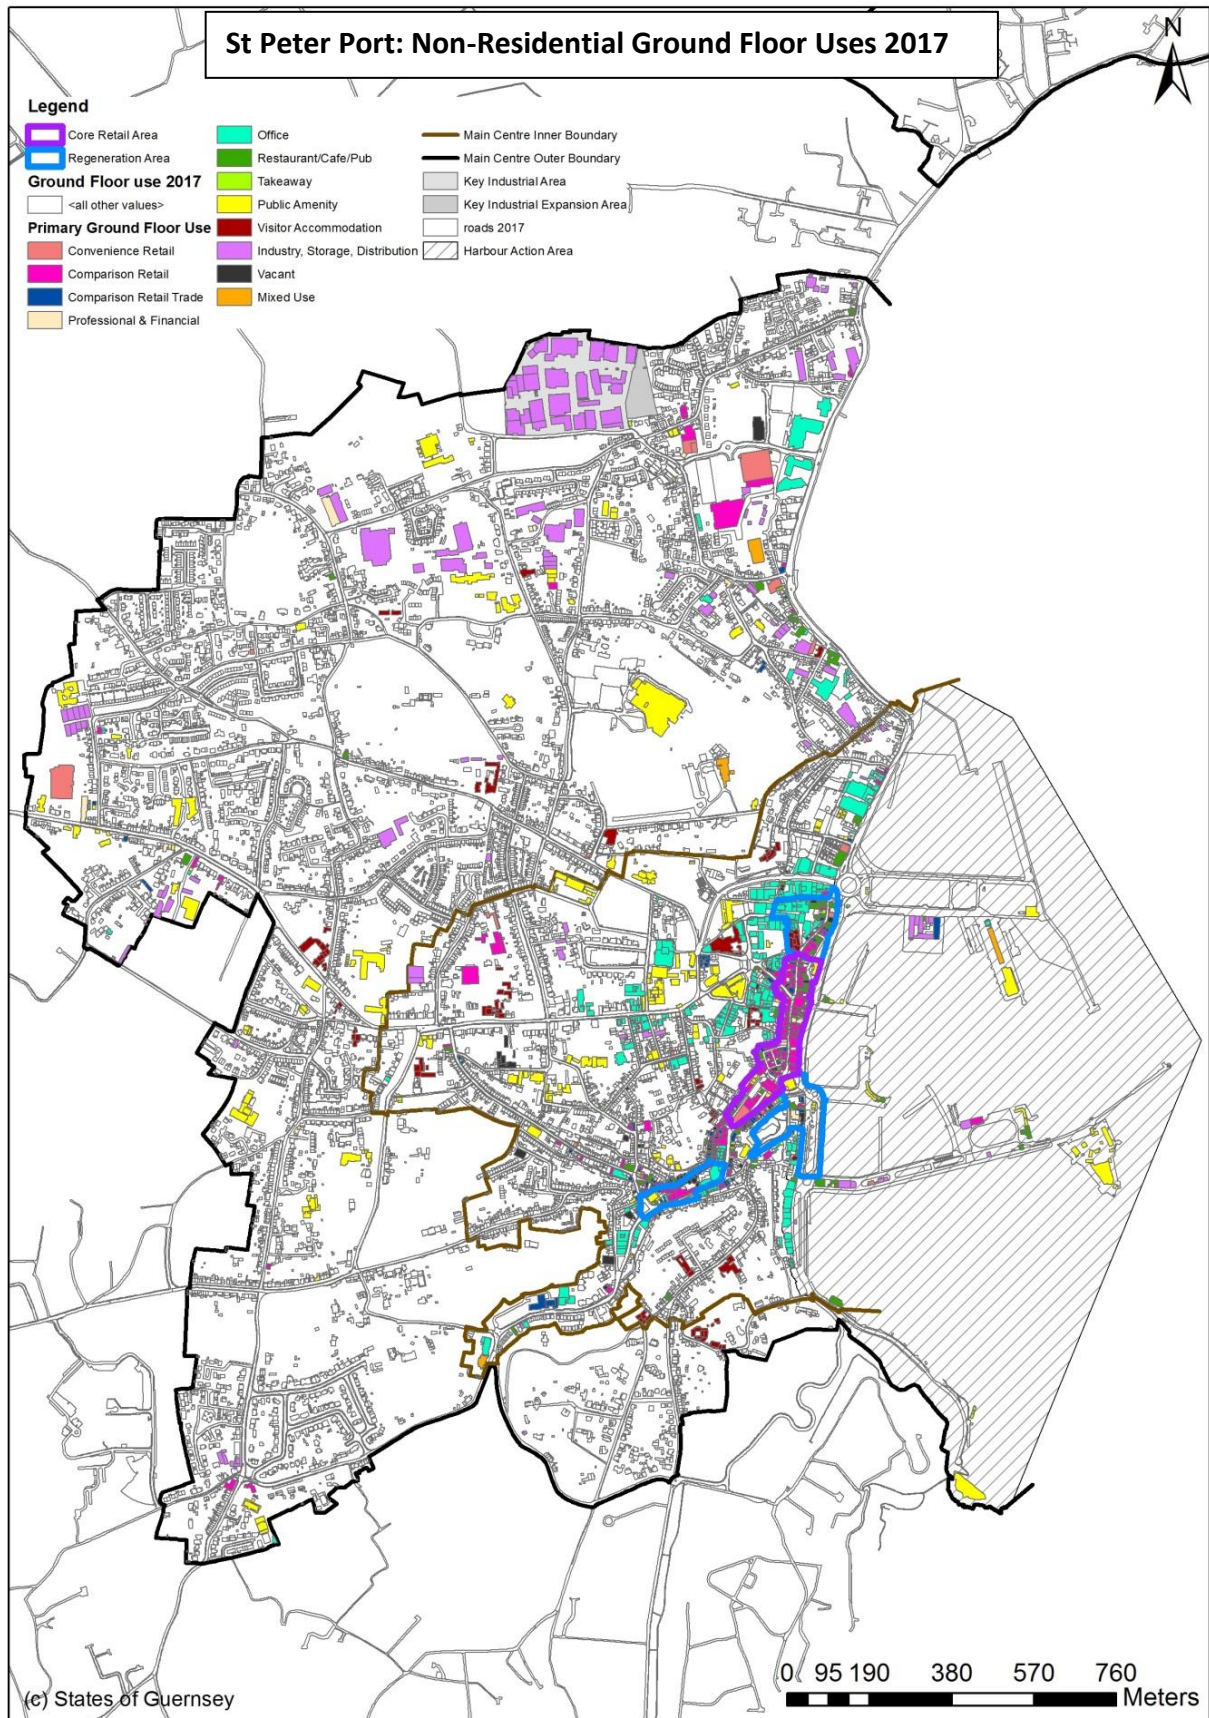 St Peter Port: Non-Residential Ground Floor Uses 2017
N
Legend
Core Retail Area
Regeneration Area
Ground Floor use 2017
<all other values>
Primary Ground Floor Use
Convenience Retail
Comparison Retail
Comparison Retail Trade
Professional & Financial
Office
Restaurant/Cafe/Pub
Takeaway
Public Amenity
Visitor Accommodation
Industry, Storage, Distribution
Vacant
Mixed Use
Main Centre Inner Boundary
Main Centre Outer Boundary
Key Industrial Area
Key Industrial Expansion Area
roads 2017
Harbour Action Area
0 95 190 380 570 760
Meters
(c) States of Guernsey